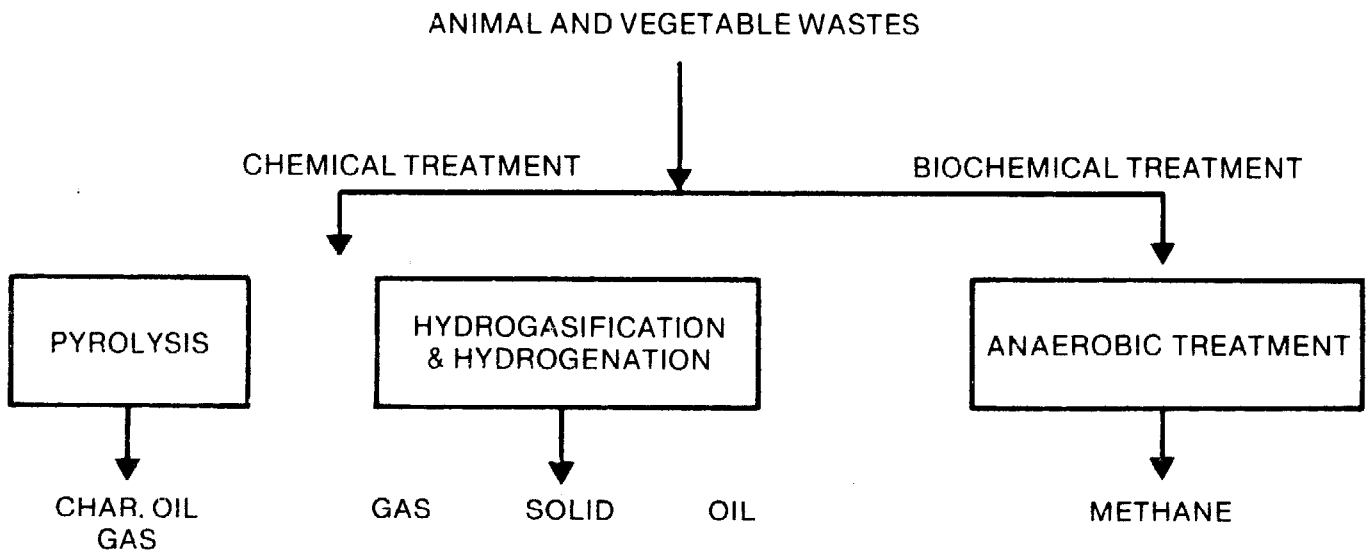 ANIMAL AND VEGETABLE WASTES
CHEMICAL TREATMENT
BIOCHEMICAL TREATMENT
PYROLYSIS
HYDROGASIFICATION
& HYDROGENATION
ANAEROBIC TREATMENT
CHAR. OIL
GAS
GAS SOLID OIL
METHANE